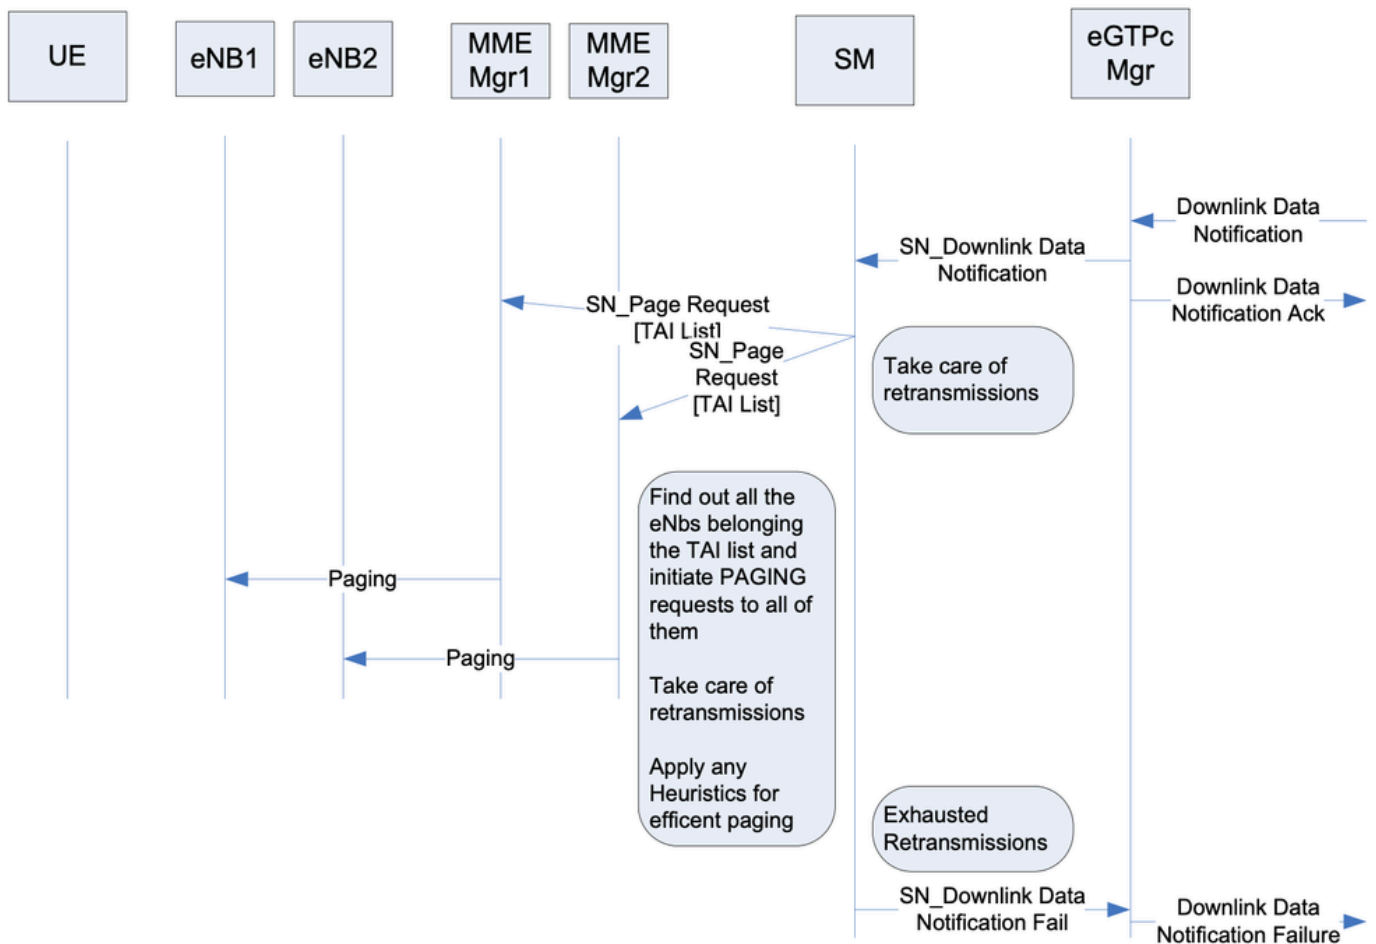 UE
eNB1
eNB2
MME
Mgr1
MME
Mgr2
SM
eGTPc
Mgr
Downlink Data
Notification
SN_Downlink Data
Notification
Downlink Data
Notification Ack
SN_Page Request
[TAI List]
SN_Page
Request
[TAI List]
Take care of
retransmissions
Find out all the
eNbs belonging
the TAI list and
initiate PAGING
requests to all of
them
Take care of
retransmissions
Apply any
Heuristics for
efficent paging
Paging
Paging
Exhausted
Retransmissions
SN_Downlink Data
Notification Fail
Downlink Data
Notification Failure